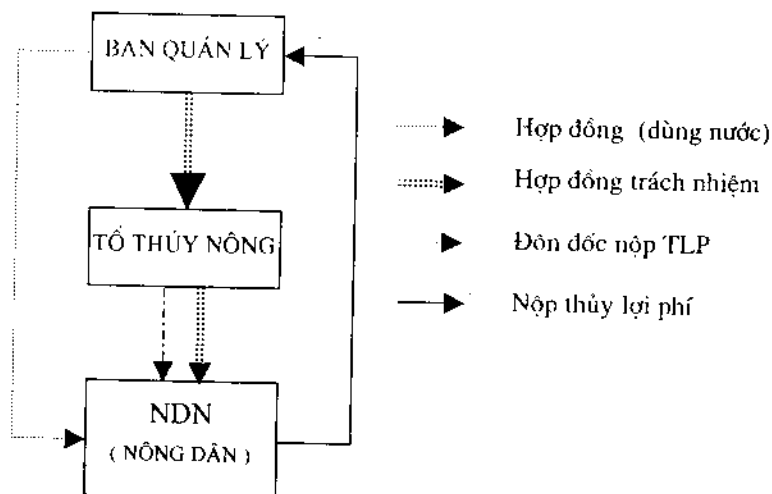 BAN QUẢN LÝ
TỔ THỦY NÔNG
NDN
( NÔNG DÂN )
Hợp đồng (dùng nước)
Hợp đồng trách nhiệm
Đôn đốc nộp TLP
Nộp thủy lợi phí